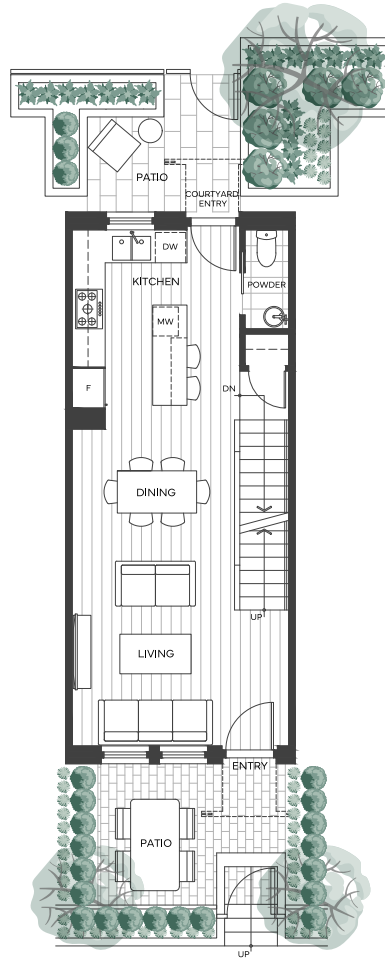 PATIO
COURTYARD
ENTRY
DW
KITCHEN
POWDER
MW
F
DN
DINING
UP
LIVING
ENTRY
PATIO
UP